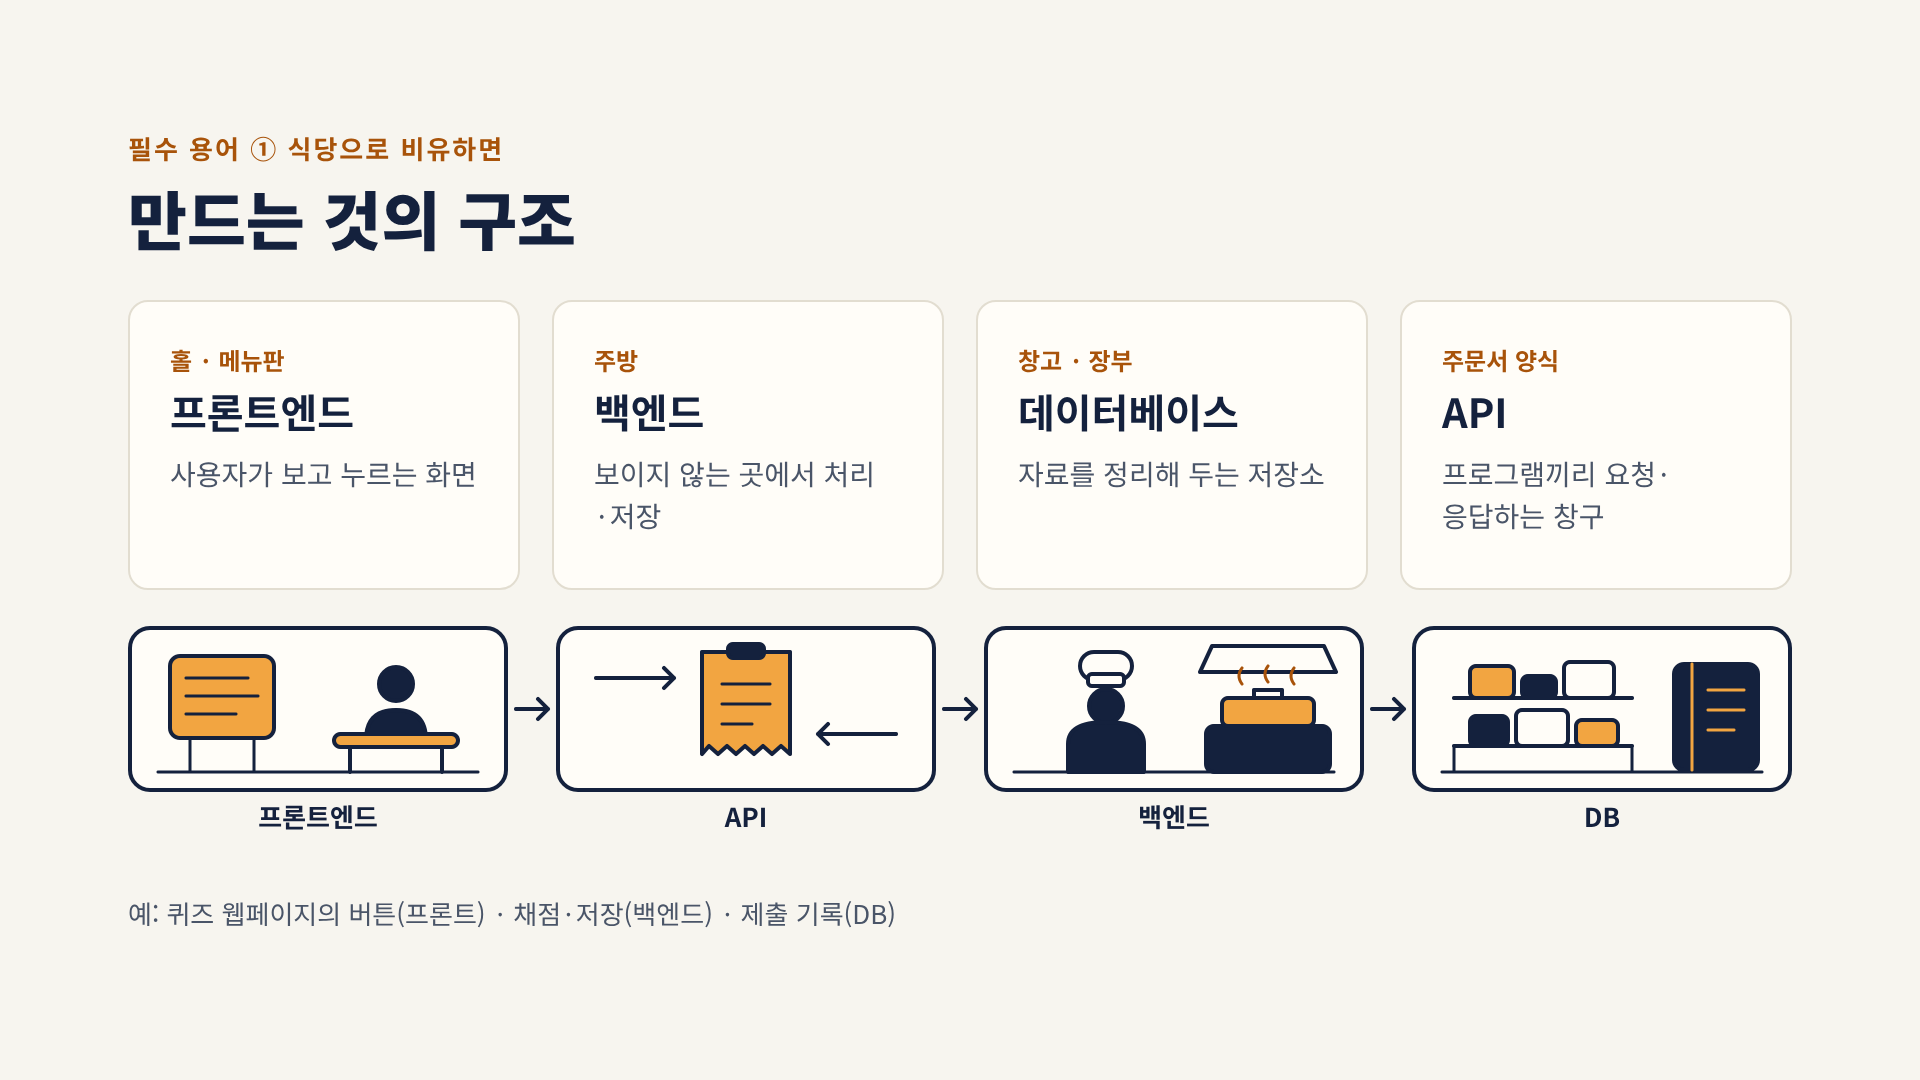 필수 용어 ① 식당으로 비유하면
만드는 것의 구조
홀 · 메뉴판
프론트엔드
사용자가 보고 누르는 화면
주방
백엔드
보이지 않는 곳에서 처리
·저장
창고 · 장부
데이터베이스
자료를 정리해 두는 저장소
주문서 양식
API
프로그램끼리 요청·
응답하는 창구
프론트엔드
API
백엔드
DB
예: 퀴즈 웹페이지의 버튼(프론트) · 채점·저장(백엔드) · 제출 기록(DB)